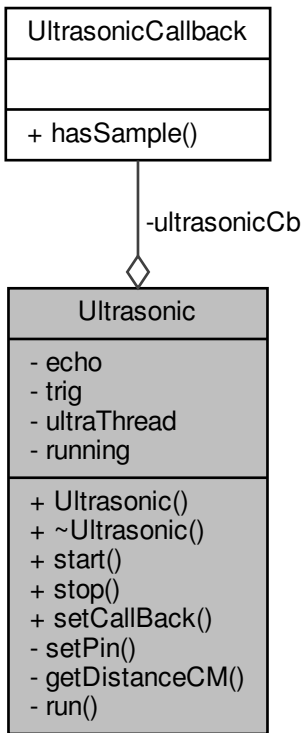 UltrasonicCallback
+ hasSample()
-ultrasonicCb
Ultrasonic
- echo
- trig
- ultraThread
- running
+ Ultrasonic()
+ ~Ultrasonic()
+ start()
+ stop()
+ setCallBack()
- setPin()
- getDistanceCM()
- run()